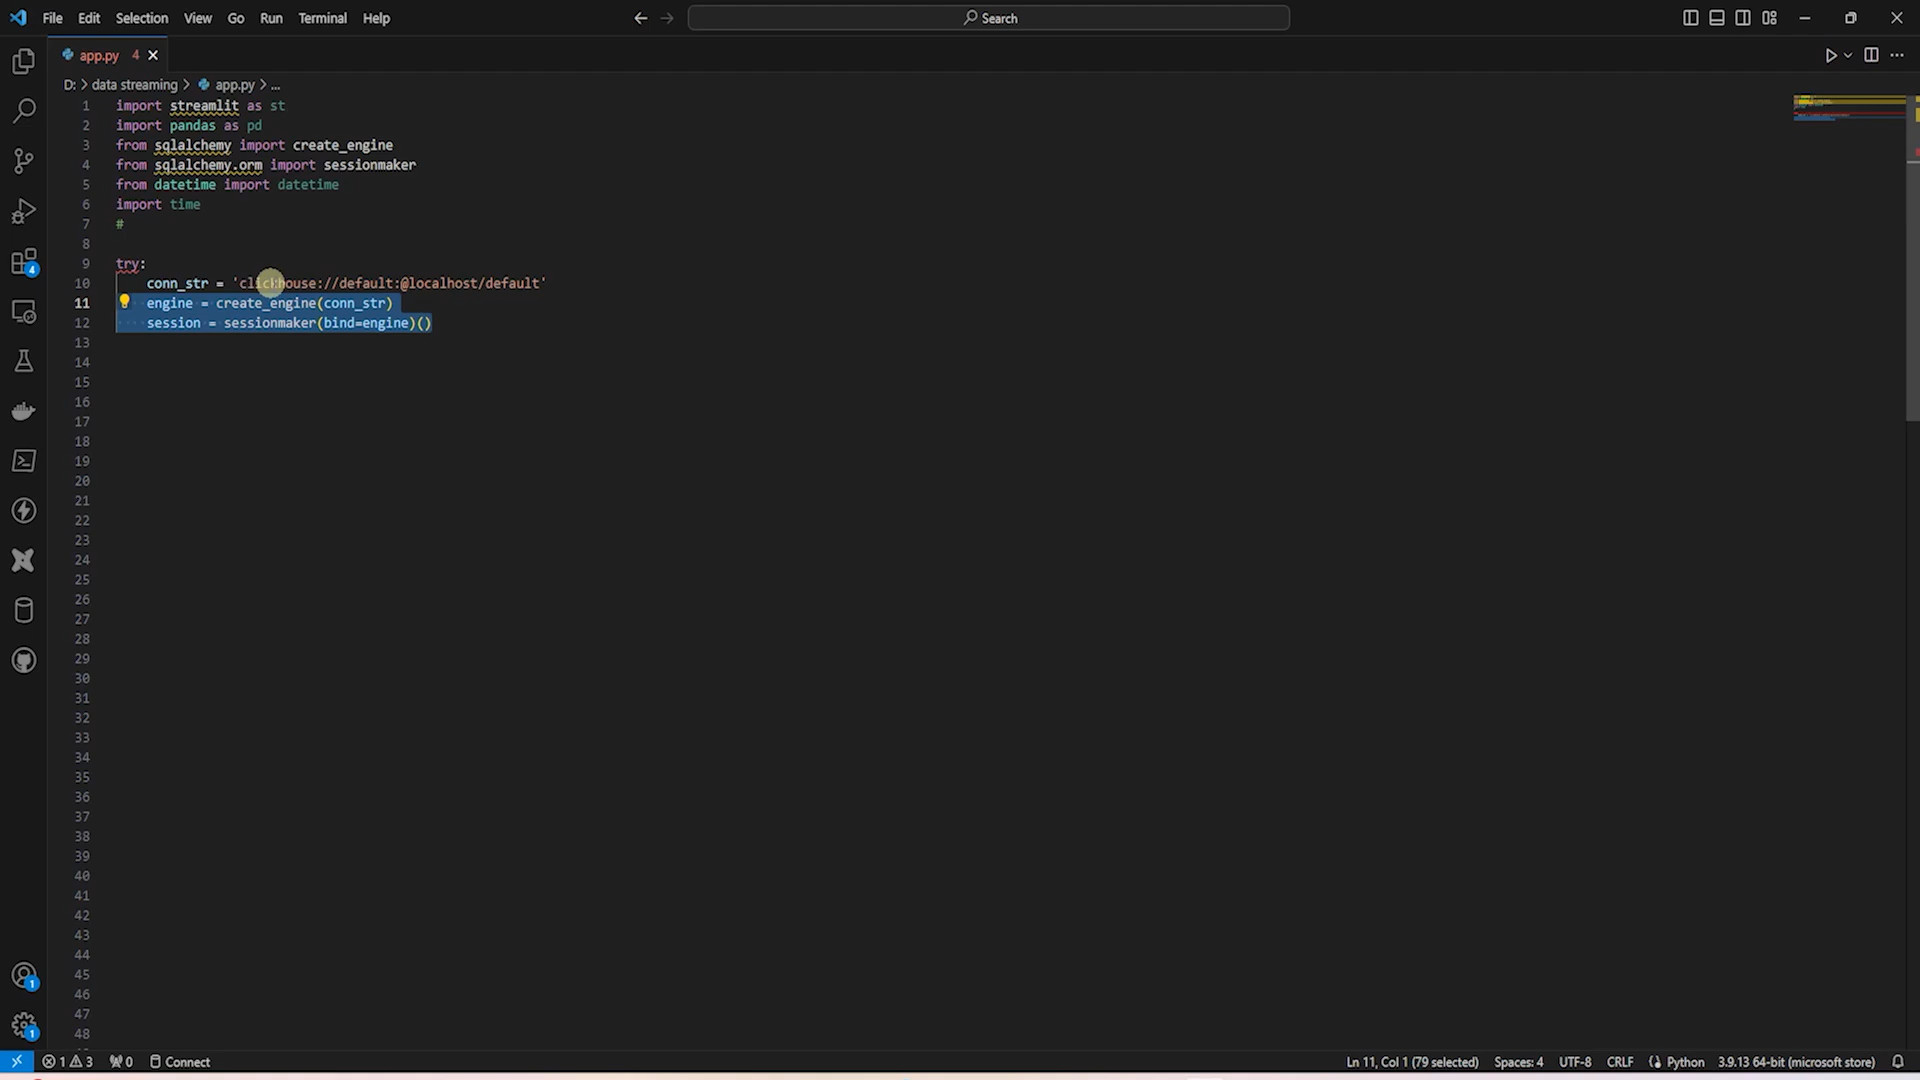 File Edit Selection View Go Run Terminal Help Search
app.py 4
D: > data streaming > app.py > ...
1 import streamlit as st
2 import pandas as pd
3 from sqlalchemy import create_engine
4 from sqlalchemy.orm import sessionmaker
5 from datetime import datetime
6 import time
7 #
8
9 try:
10 conn_str = 'clickhouse://default:@localhost/default'
11 engine = create_engine(conn_str)
12 session = sessionmaker(bind=engine)()
13
14
15
16
17
18
19
20
21
22
23
24
25
26
27
28
29
30
31
32
33
34
35
36
37
38
39
40
41
42
43
44
45
46
47
48
4
1
1
1 3 0 Connect Ln 11, Col 1 (79 selected) Spaces: 4 UTF-8 CRLF Python 3.9.13 64-bit (microsoft store)